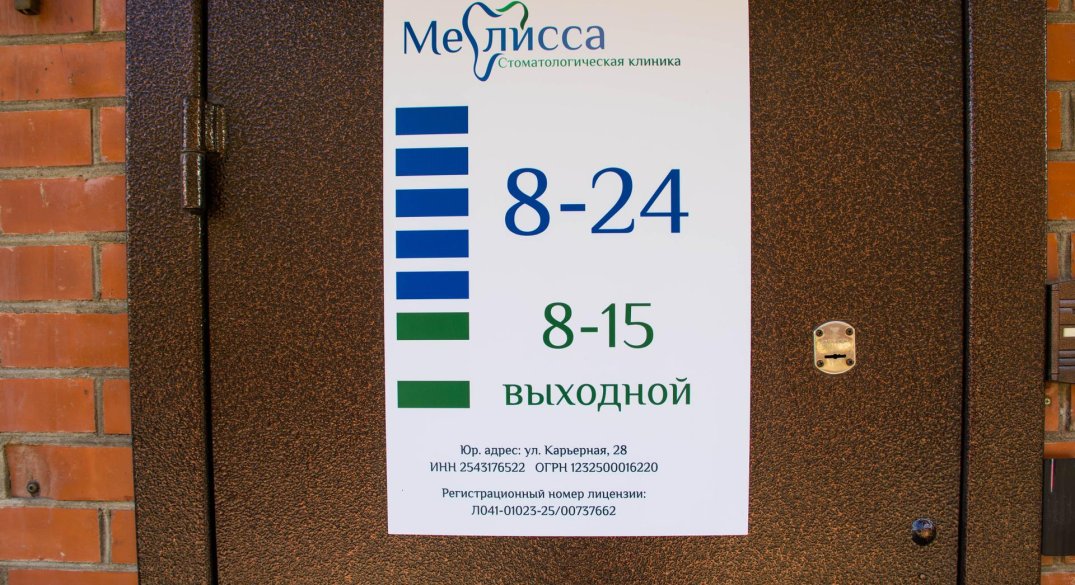 Мелисса
Стоматологическая клиника
8-24
8-15
выходной
Юр. адрес: ул. Карьерная, 28
ИНН 2543176522 ОГРН 1232500016220
Регистрационный номер лицензии:
Л041-01023-25/00737662